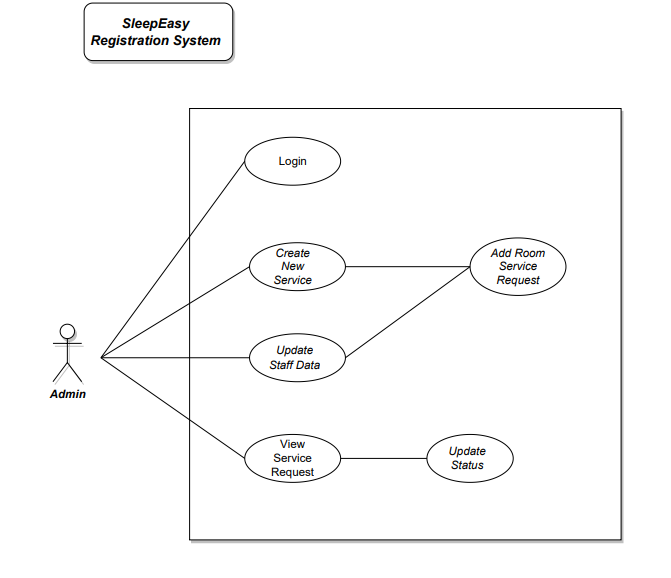 SleepEasy
Registration System
Login
Create
New
Service
Add Room
Service
Request
Update
Staff Data
Admin
View
Service
Request
Update
Status